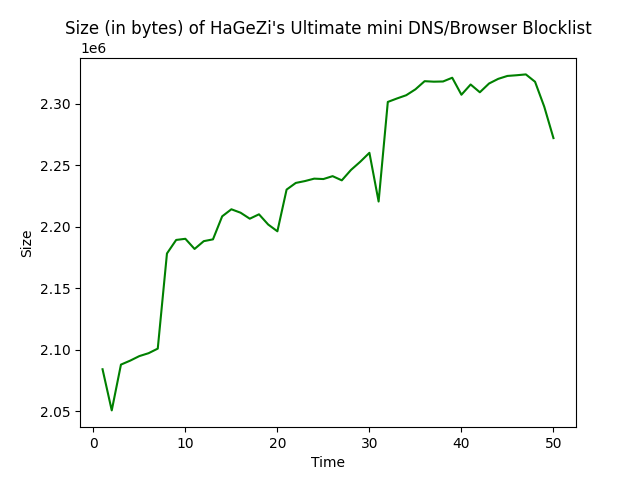 Size (in bytes) of HaGeZi's Ultimate mini DNS/Browser Blocklist
1e6
2.30
2.25
2.20
2.15
2.10
2.05
Size
0 10 20 30 40 50
Time